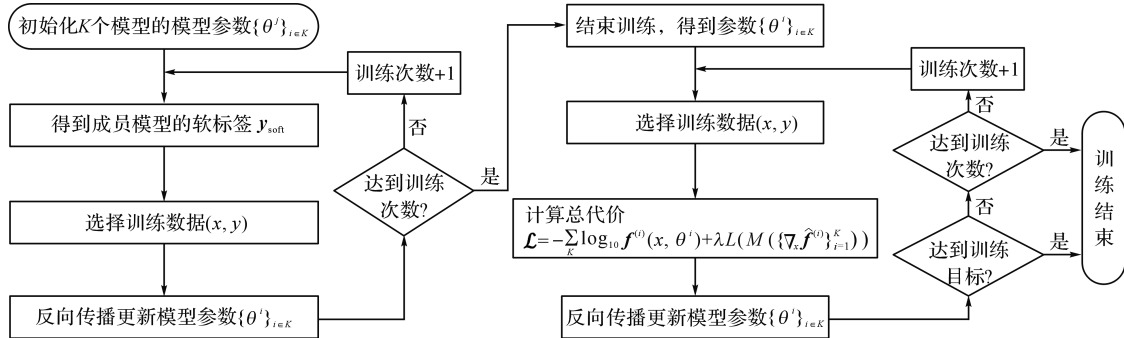 初始化K个模型的模型参数{θ^j}_{i∈K}
训练次数+1
得到成员模型的软标签 y_soft
否
达到训练
次数?
是
选择训练数据(x, y)
反向传播更新模型参数{θ^i}_{i∈K}
结束训练，得到参数{θ^i}_{i∈K}
训练次数+1
选择训练数据(x, y)
否
达到训练
次数?
是
计算总代价
𝓛=-∑_K log₁₀ f^(i)(x, θ^i)+λL(M({∇_x f̂^(i)}_{i=1}^K))
否
达到训练
目标?
是
反向传播更新模型参数{θ^i}_{i∈K}
训
练
结
束